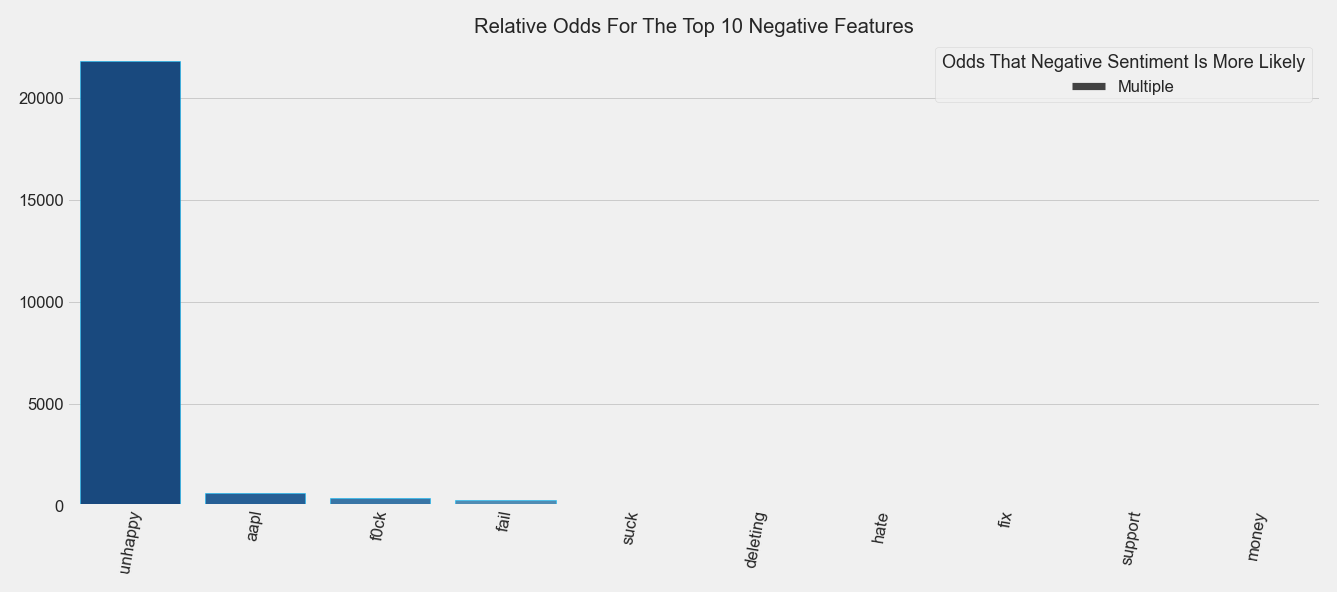 Relative Odds For The Top 10 Negative Features
Odds That Negative Sentiment Is More Likely
Multiple
20000
15000
10000
5000
0
unhappy
aapl
f0ck
fail
suck
deleting
hate
fix
support
money